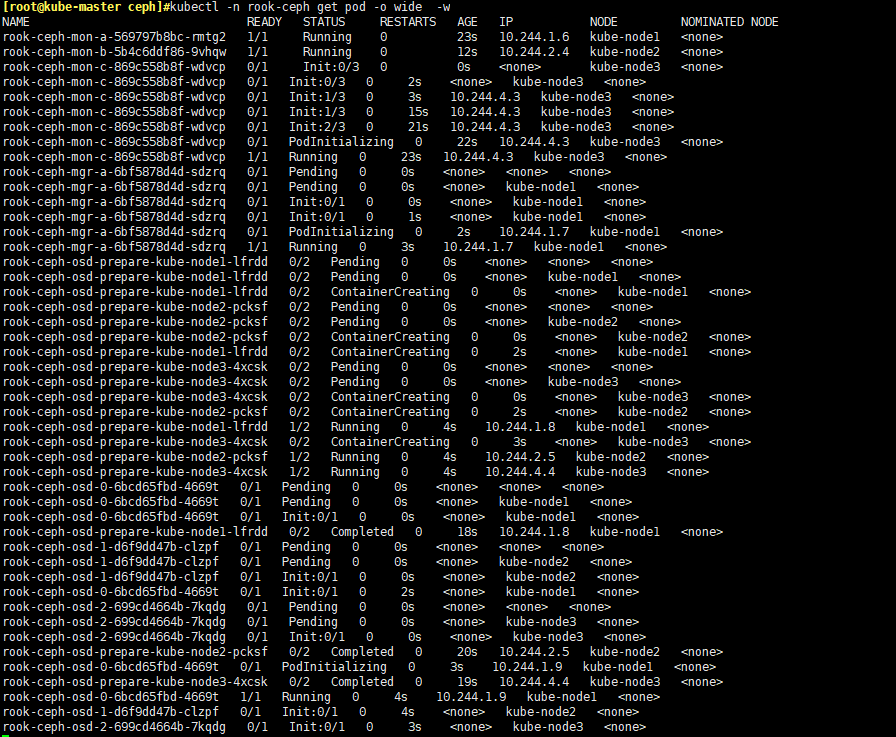 [root@kube-master ceph]#kubectl -n rook-ceph get pod -o wide  -w
NAME                               READY   STATUS     RESTARTS   AGE   IP           NODE         NOMINATED NODE
rook-ceph-mon-a-569797b8bc-rmtg2   1/1     Running    0          23s   10.244.1.6   kube-node1   <none>
rook-ceph-mon-b-5b4c6ddf86-9vhqw   1/1     Running    0          12s   10.244.2.4   kube-node2   <none>
rook-ceph-mon-c-869c558b8f-wdvcp   0/1     Init:0/3   0          0s    <none>       kube-node3   <none>
rook-ceph-mon-c-869c558b8f-wdvcp   0/1   Init:0/3   0     2s    <none>   kube-node3   <none>
rook-ceph-mon-c-869c558b8f-wdvcp   0/1   Init:1/3   0     3s    10.244.4.3   kube-node3   <none>
rook-ceph-mon-c-869c558b8f-wdvcp   0/1   Init:1/3   0     15s   10.244.4.3   kube-node3   <none>
rook-ceph-mon-c-869c558b8f-wdvcp   0/1   Init:2/3   0     21s   10.244.4.3   kube-node3   <none>
rook-ceph-mon-c-869c558b8f-wdvcp   0/1   PodInitializing   0     22s   10.244.4.3   kube-node3   <none>
rook-ceph-mon-c-869c558b8f-wdvcp   1/1   Running   0     23s   10.244.4.3   kube-node3   <none>
rook-ceph-mgr-a-6bf5878d4d-sdzrq   0/1   Pending   0     0s    <none>   <none>   <none>
rook-ceph-mgr-a-6bf5878d4d-sdzrq   0/1   Pending   0     0s    <none>   kube-node1   <none>
rook-ceph-mgr-a-6bf5878d4d-sdzrq   0/1   Init:0/1   0     0s    <none>   kube-node1   <none>
rook-ceph-mgr-a-6bf5878d4d-sdzrq   0/1   Init:0/1   0     1s    <none>   kube-node1   <none>
rook-ceph-mgr-a-6bf5878d4d-sdzrq   0/1   PodInitializing   0     2s    10.244.1.7   kube-node1   <none>
rook-ceph-mgr-a-6bf5878d4d-sdzrq   1/1   Running   0     3s    10.244.1.7   kube-node1   <none>
rook-ceph-osd-prepare-kube-node1-lfrdd   0/2   Pending   0     0s    <none>   <none>   <none>
rook-ceph-osd-prepare-kube-node1-lfrdd   0/2   Pending   0     0s    <none>   kube-node1   <none>
rook-ceph-osd-prepare-kube-node1-lfrdd   0/2   ContainerCreating   0     0s    <none>   kube-node1   <none>
rook-ceph-osd-prepare-kube-node2-pcksf   0/2   Pending   0     0s    <none>   <none>   <none>
rook-ceph-osd-prepare-kube-node2-pcksf   0/2   Pending   0     0s    <none>   kube-node2   <none>
rook-ceph-osd-prepare-kube-node2-pcksf   0/2   ContainerCreating   0     0s    <none>   kube-node2   <none>
rook-ceph-osd-prepare-kube-node1-lfrdd   0/2   ContainerCreating   0     2s    <none>   kube-node1   <none>
rook-ceph-osd-prepare-kube-node3-4xcsk   0/2   Pending   0     0s    <none>   <none>   <none>
rook-ceph-osd-prepare-kube-node3-4xcsk   0/2   Pending   0     0s    <none>   kube-node3   <none>
rook-ceph-osd-prepare-kube-node3-4xcsk   0/2   ContainerCreating   0     0s    <none>   kube-node3   <none>
rook-ceph-osd-prepare-kube-node2-pcksf   0/2   ContainerCreating   0     2s    <none>   kube-node2   <none>
rook-ceph-osd-prepare-kube-node1-lfrdd   1/2   Running   0     4s    10.244.1.8   kube-node1   <none>
rook-ceph-osd-prepare-kube-node3-4xcsk   0/2   ContainerCreating   0     3s    <none>   kube-node3   <none>
rook-ceph-osd-prepare-kube-node2-pcksf   1/2   Running   0     4s    10.244.2.5   kube-node2   <none>
rook-ceph-osd-prepare-kube-node3-4xcsk   1/2   Running   0     4s    10.244.4.4   kube-node3   <none>
rook-ceph-osd-0-6bcd65fbd-4669t   0/1   Pending   0     0s    <none>   <none>   <none>
rook-ceph-osd-0-6bcd65fbd-4669t   0/1   Pending   0     0s    <none>   kube-node1   <none>
rook-ceph-osd-0-6bcd65fbd-4669t   0/1   Init:0/1   0     0s    <none>   kube-node1   <none>
rook-ceph-osd-prepare-kube-node1-lfrdd   0/2   Completed   0     18s   10.244.1.8   kube-node1   <none>
rook-ceph-osd-1-d6f9dd47b-clzpf   0/1   Pending   0     0s    <none>   <none>   <none>
rook-ceph-osd-1-d6f9dd47b-clzpf   0/1   Pending   0     0s    <none>   kube-node2   <none>
rook-ceph-osd-1-d6f9dd47b-clzpf   0/1   Init:0/1   0     0s    <none>   kube-node2   <none>
rook-ceph-osd-0-6bcd65fbd-4669t   0/1   Init:0/1   0     2s    <none>   kube-node1   <none>
rook-ceph-osd-2-699cd4664b-7kqdg   0/1   Pending   0     0s    <none>   <none>   <none>
rook-ceph-osd-2-699cd4664b-7kqdg   0/1   Pending   0     0s    <none>   kube-node3   <none>
rook-ceph-osd-2-699cd4664b-7kqdg   0/1   Init:0/1   0     0s    <none>   kube-node3   <none>
rook-ceph-osd-prepare-kube-node2-pcksf   0/2   Completed   0     20s   10.244.2.5   kube-node2   <none>
rook-ceph-osd-0-6bcd65fbd-4669t   0/1   PodInitializing   0     3s    10.244.1.9   kube-node1   <none>
rook-ceph-osd-prepare-kube-node3-4xcsk   0/2   Completed   0     19s   10.244.4.4   kube-node3   <none>
rook-ceph-osd-0-6bcd65fbd-4669t   1/1   Running   0     4s    10.244.1.9   kube-node1   <none>
rook-ceph-osd-1-d6f9dd47b-clzpf   0/1   Init:0/1   0     4s    <none>   kube-node2   <none>
rook-ceph-osd-2-699cd4664b-7kqdg   0/1   Init:0/1   0     3s    <none>   kube-node3   <none>